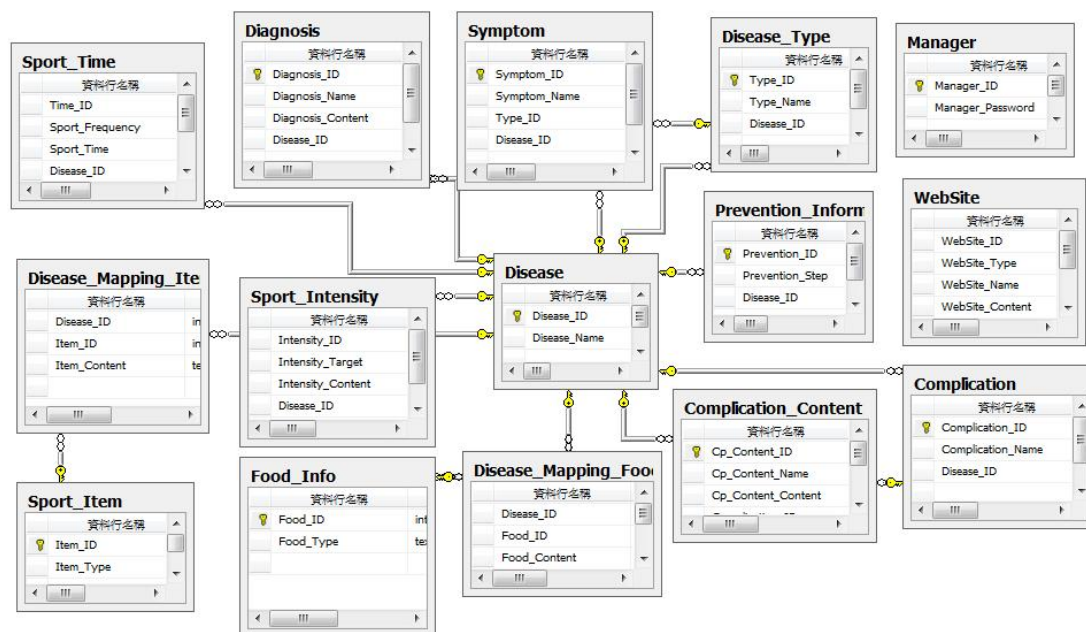 Sport_Time
資料行名稱
Time_ID
Sport_Frequency
Sport_Time
Disease_ID
Diagnosis
資料行名稱
Diagnosis_ID
Diagnosis_Name
Diagnosis_Content
Disease_ID
Symptom
資料行名稱
Symptom_ID
Symptom_Name
Type_ID
Disease_ID
Disease_Type
資料行名稱
Type_ID
Type_Name
Disease_ID
Manager
資料行名稱
Manager_ID
Manager_Password
Disease_Mapping_Ite
資料行名稱
Disease_ID in
Item_ID in
Item_Content te
Sport_Intensity
資料行名稱
Intensity_ID
Intensity_Target
Intensity_Content
Disease_ID
Disease
資料行名稱
Disease_ID
Disease_Name
Prevention_Inform
資料行名稱
Prevention_ID
Prevention_Step
Disease_ID
WebSite
資料行名稱
WebSite_ID
WebSite_Type
WebSite_Name
WebSite_Content
Sport_Item
資料行名稱
Item_ID
Item_Type
Food_Info
資料行名稱
Food_ID int
Food_Type te
Disease_Mapping_Foo
資料行名稱
Disease_ID
Food_ID
Food_Content
Complication_Content
資料行名稱
Cp_Content_ID
Cp_Content_Name
Cp_Content_Content
Complication
資料行名稱
Complication_ID
Complication_Name
Disease_ID